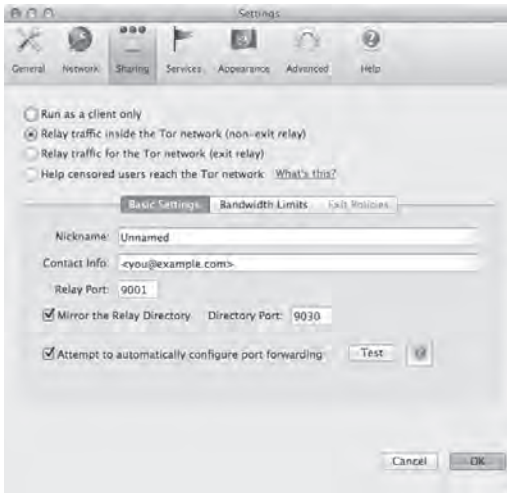 Settings
General Network Sharing Services Appearance Advanced Help
Run as a client only
Relay traffic inside the Tor network (non-exit relay)
Relay traffic for the Tor network (exit relay)
Help censored users reach the Tor network What's this?
Basic Settings Bandwidth Limits Exit Policies
Nickname: Unnamed
Contact Info: <you@example.com>
Relay Port: 9001
Mirror the Relay Directory Directory Port: 9030
Attempt to automatically configure port forwarding Test
Cancel OK